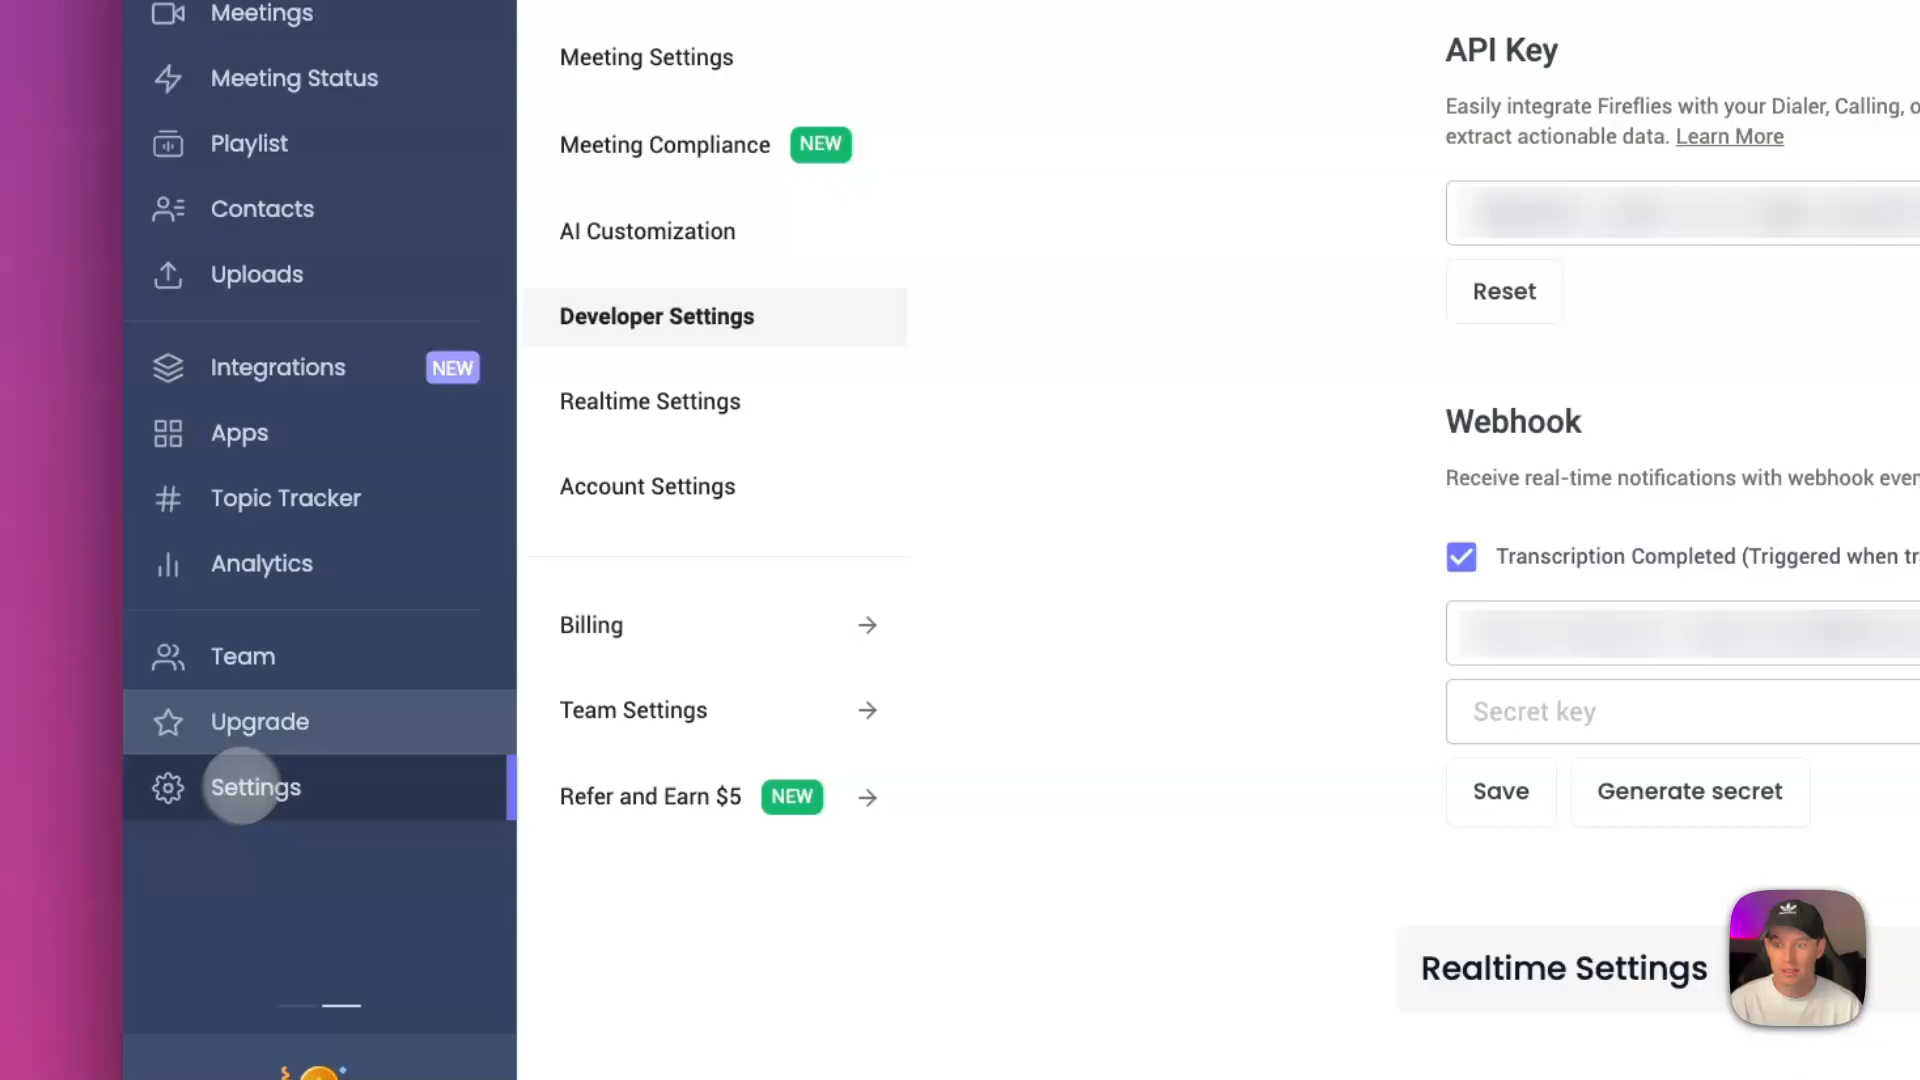 Meetings
Meeting Status
Playlist
Contacts
Uploads
Integrations NEW
Apps
Topic Tracker
Analytics
Team
Upgrade
Settings
Meeting Settings
Meeting Compliance NEW
AI Customization
Developer Settings
Realtime Settings
Account Settings
Billing
Team Settings
Refer and Earn $5 NEW
API Key
Easily integrate Fireflies with your Dialer, Calling,
extract actionable data. Learn More
Reset
Webhook
Receive real-time notifications with webhook
Transcription Completed (Triggered when
Secret key
Save Generate secret
Realtime Settings